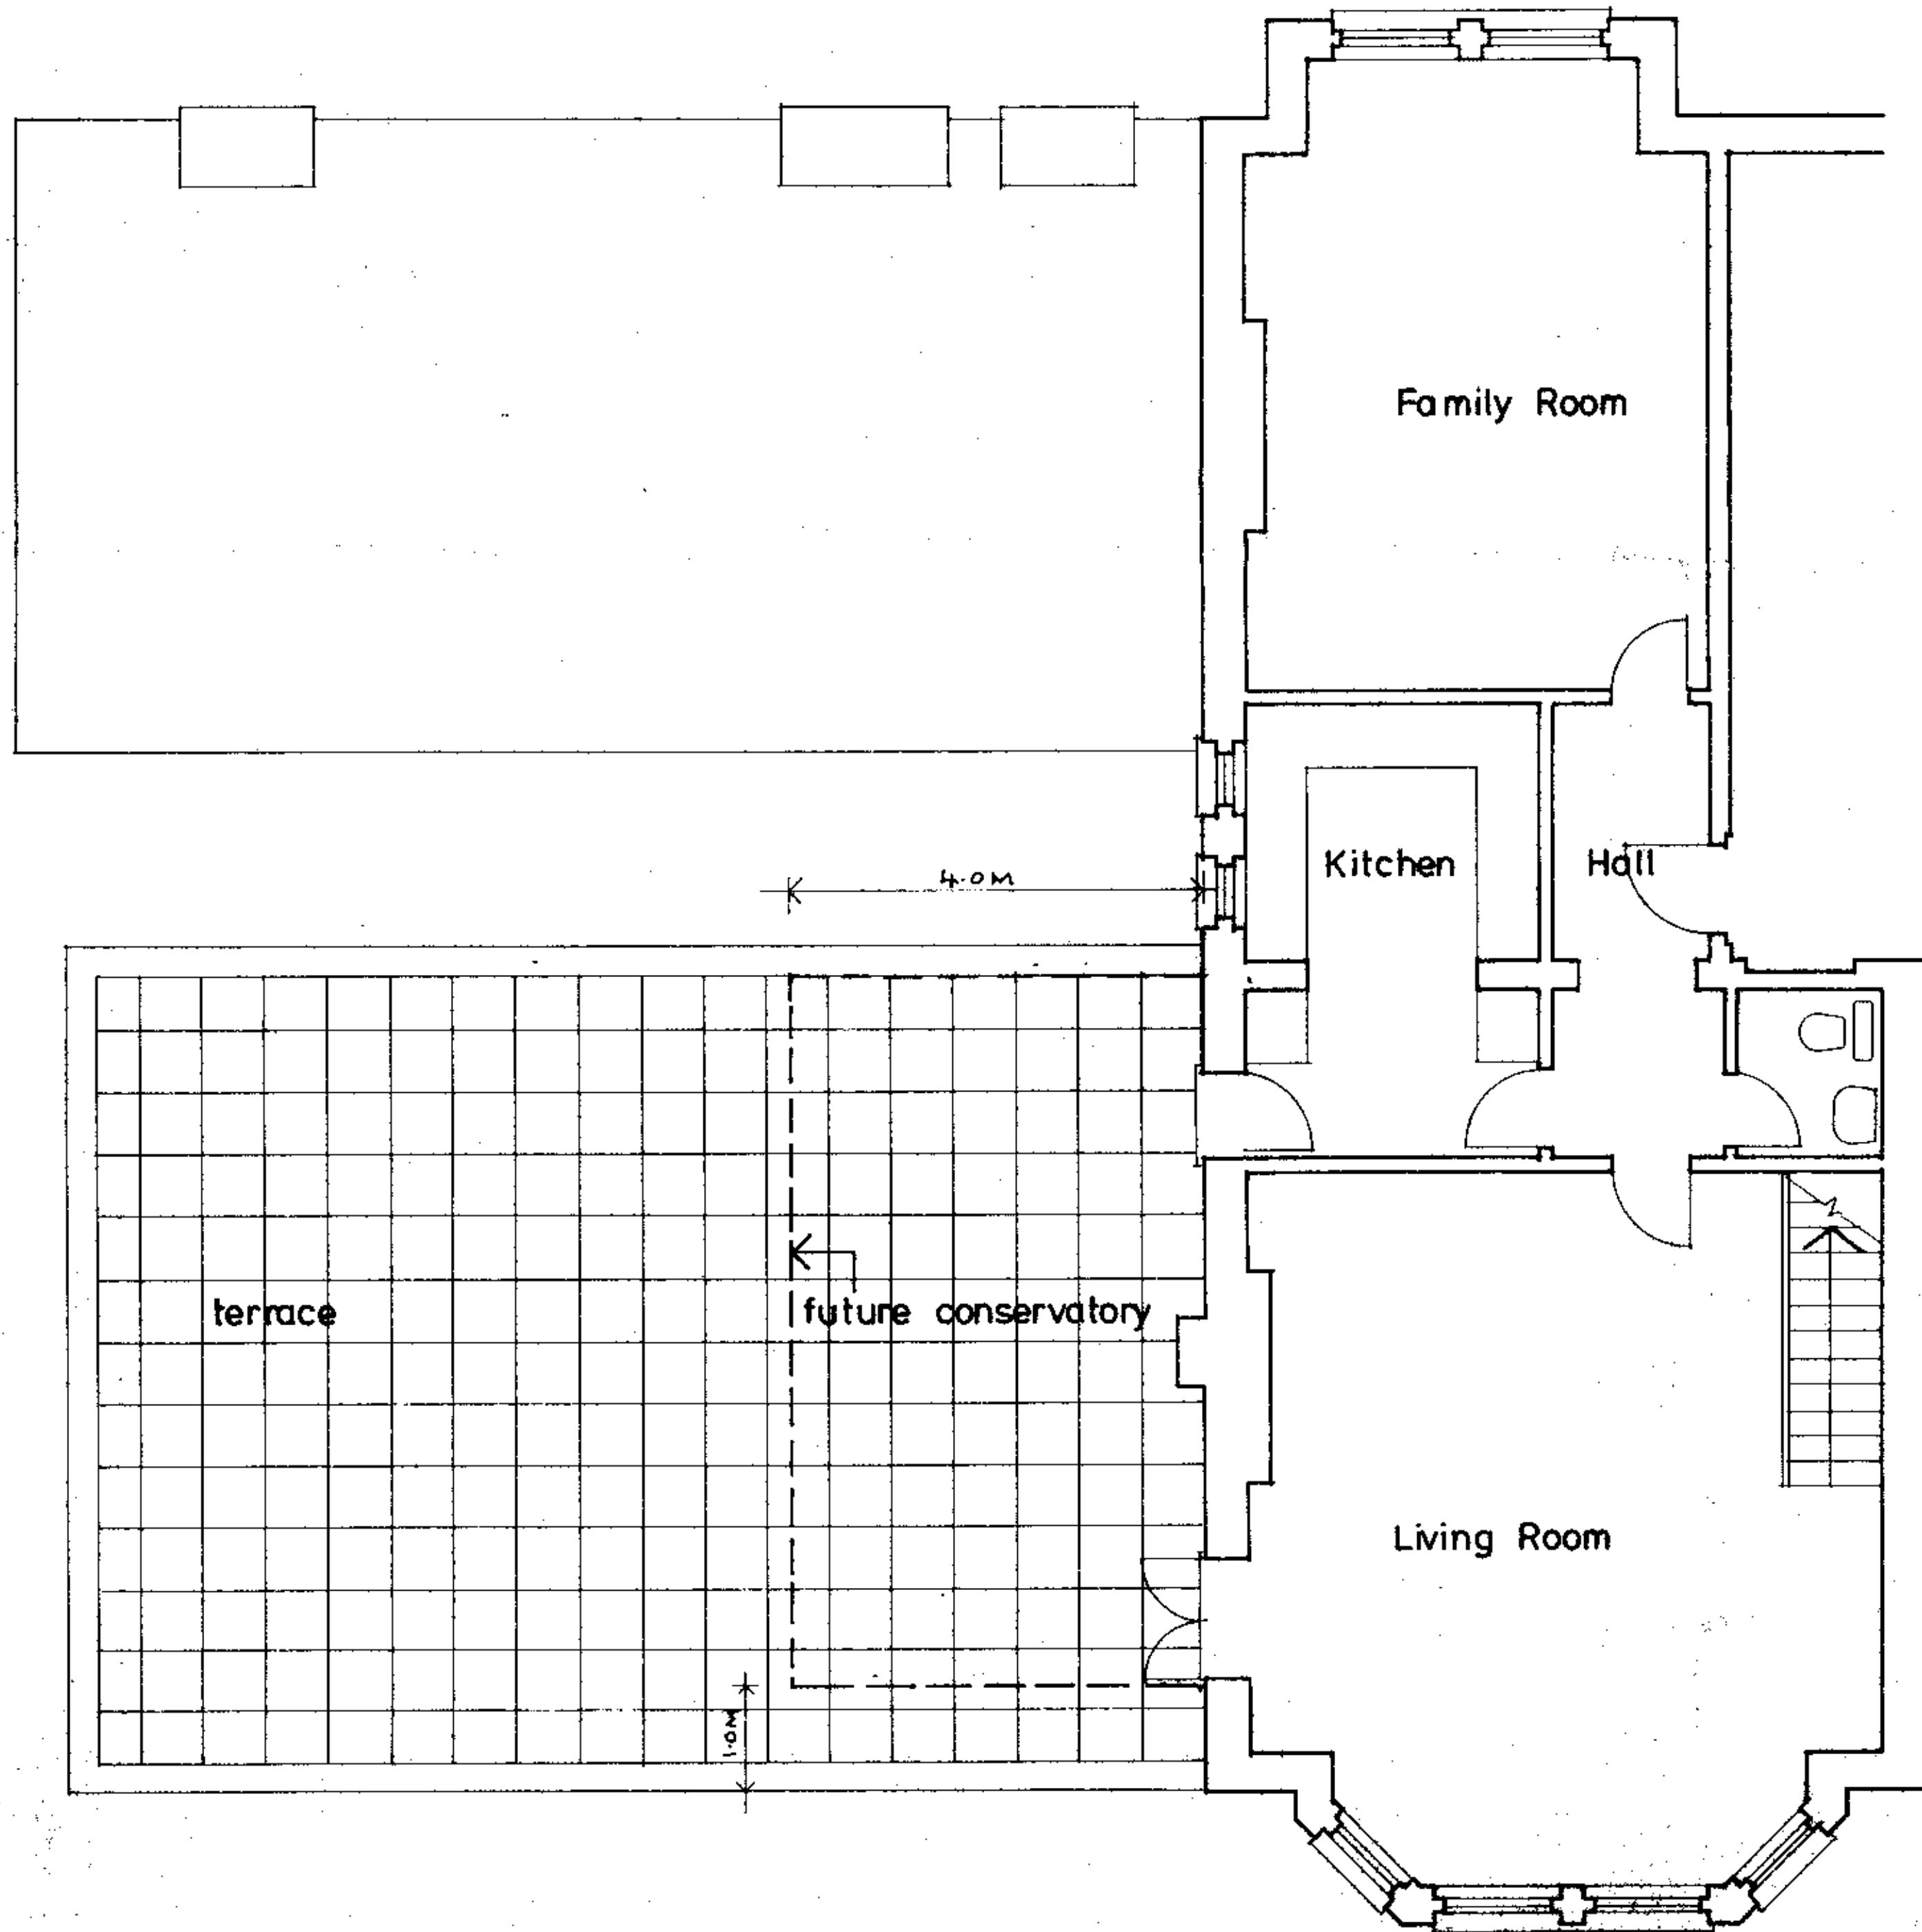 Family Room
Kitchen
Hall
4.0M
terrace
future conservatory
Living Room
1.0M